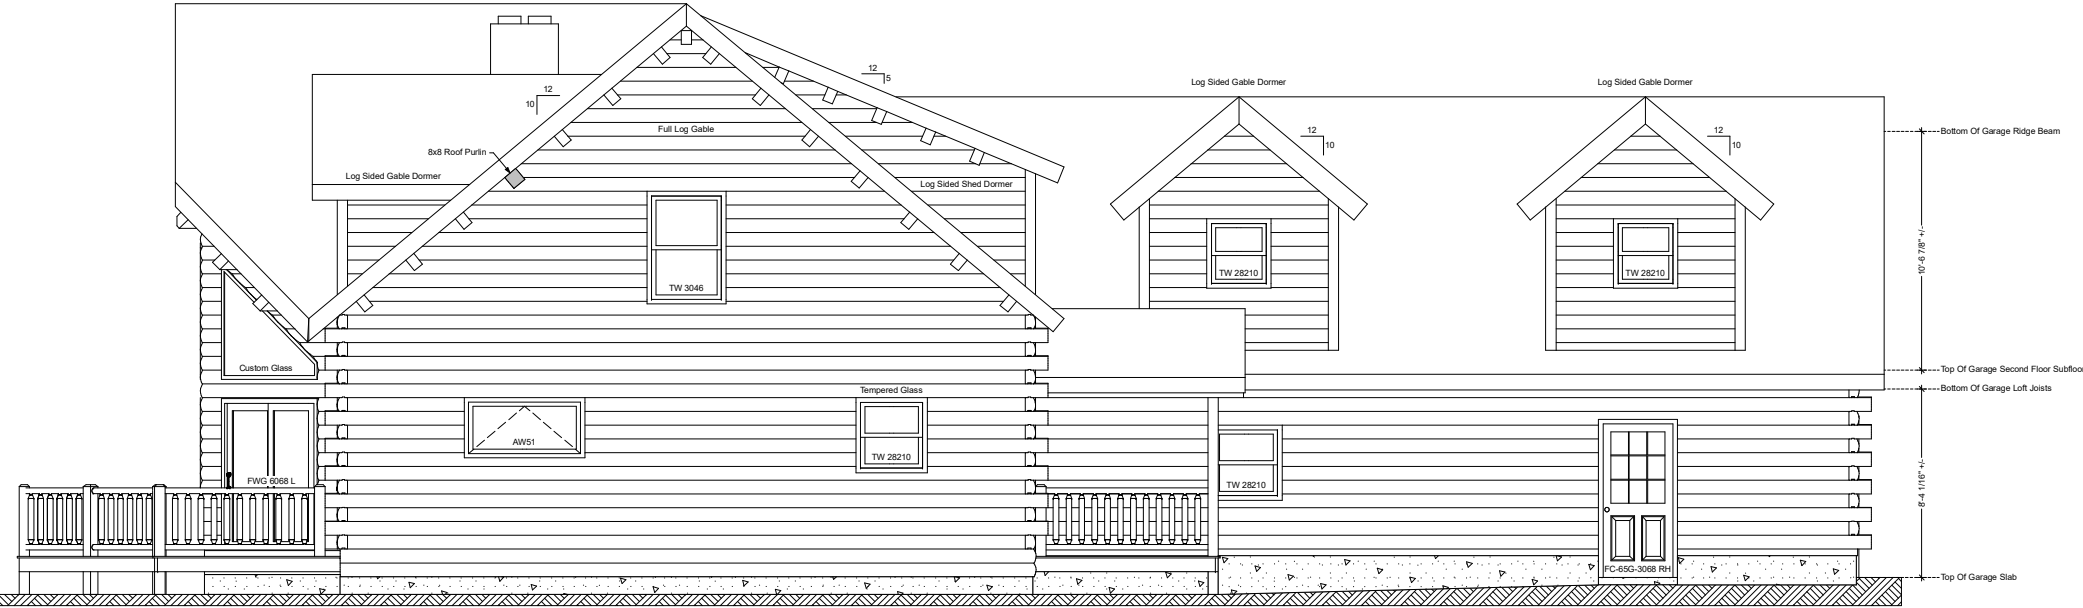 12
5
Log Sided Gable Dormer
Log Sided Gable Dormer
12
10
Full Log Gable
12
10
12
10
Bottom Of Garage Ridge Beam
8x8 Roof Purlin
Log Sided Gable Dormer
Log Sided Shed Dormer
10'-6 7/8" +/-
TW 28210
TW 28210
TW 3046
Custom Glass
Top Of Garage Second Floor Subfloo
Bottom Of Garage Loft Joists
Tempered Glass
AW51
TW 28210
FWG 6068 L
TW 28210
8'-4 1/16" +/-
FC-65G-3068 RH
Top Of Garage Slab